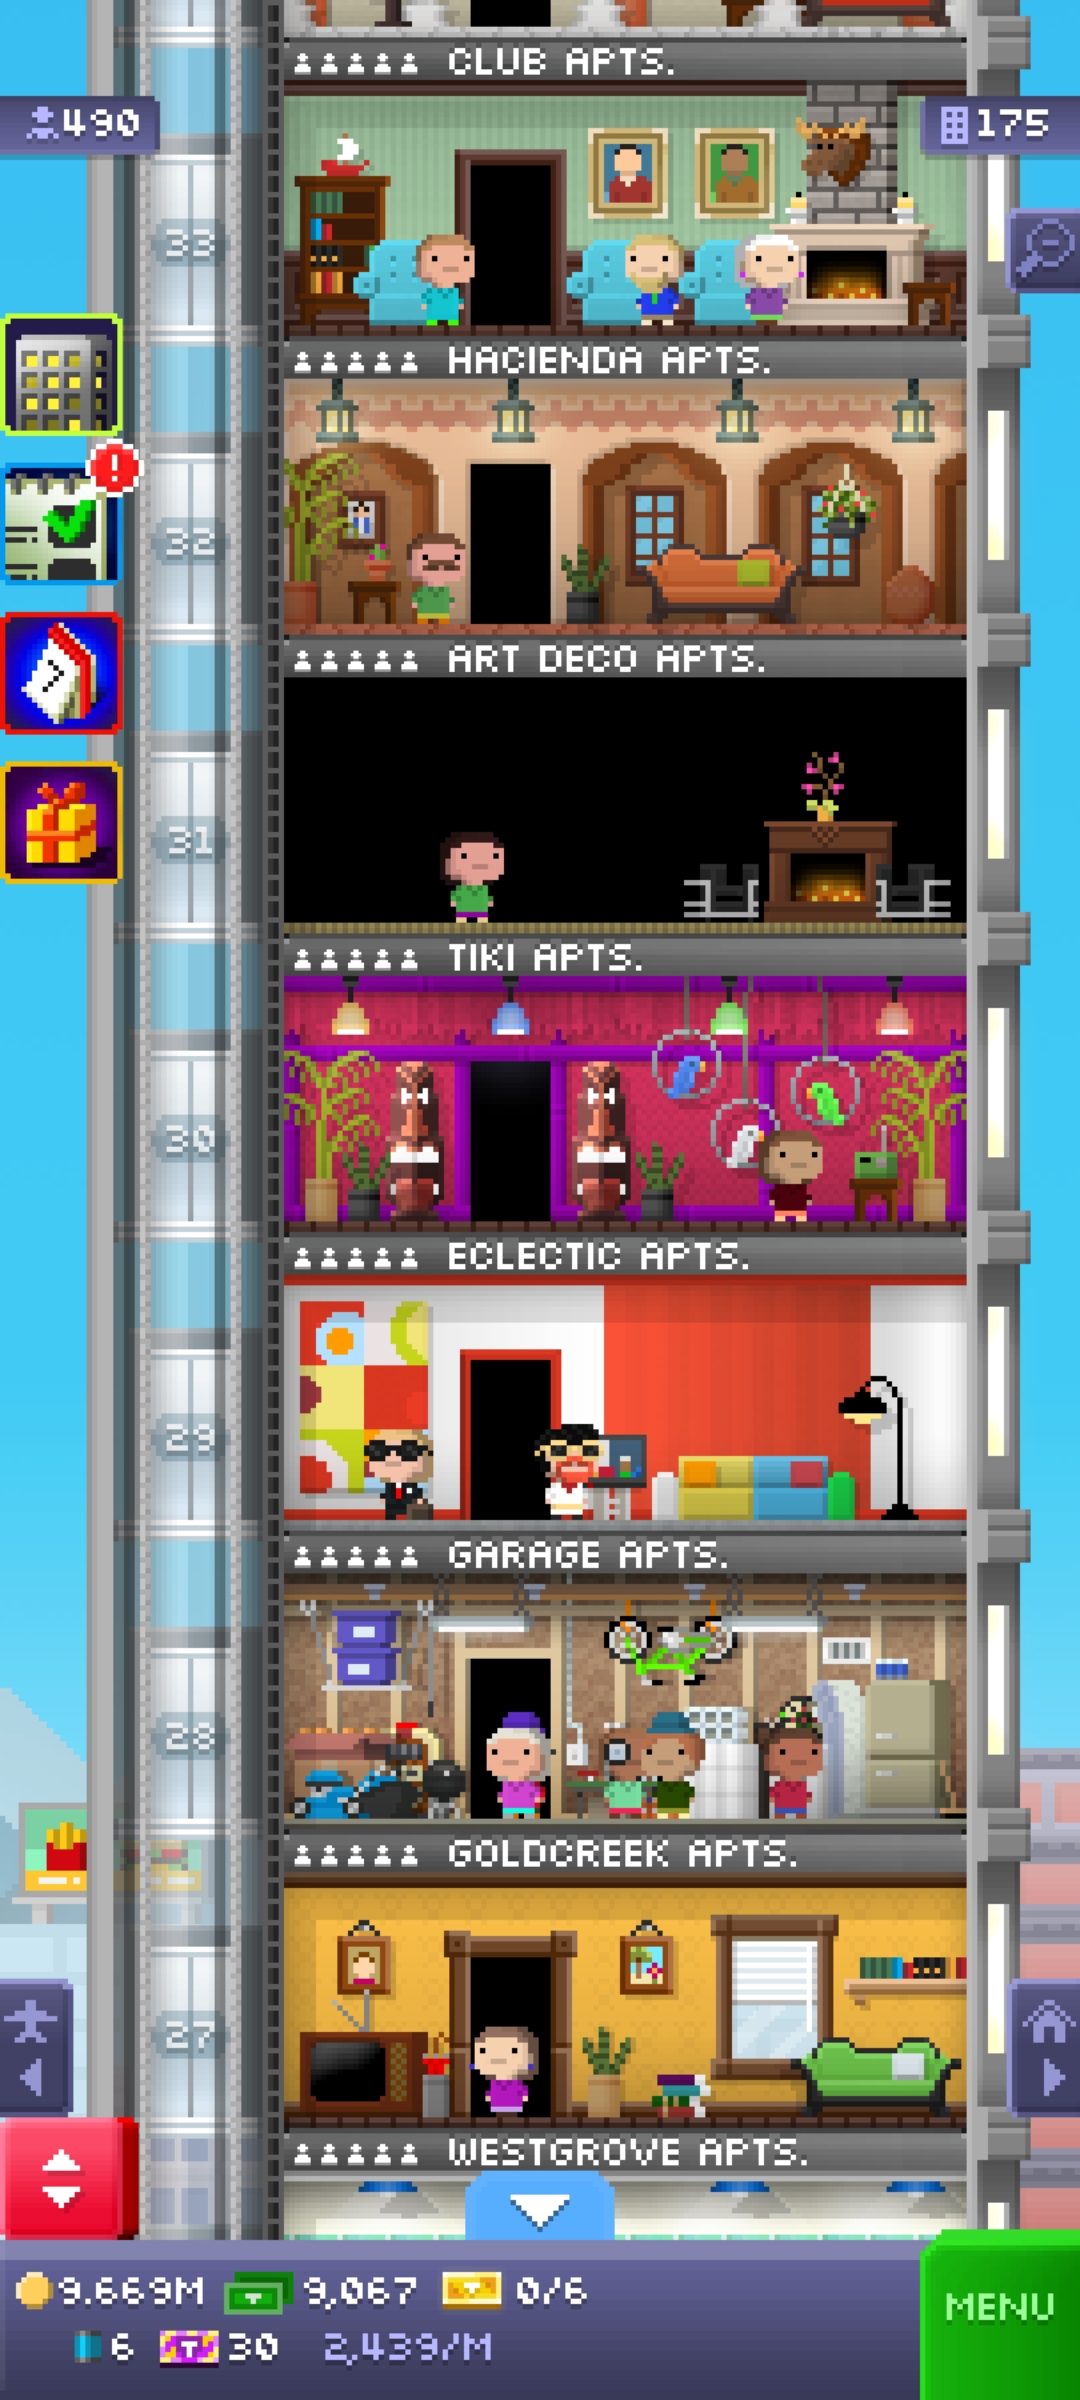 CLUB APTS.
490
175
33
HACIENDA APTS.
32
ART DECO APTS.
31
TIKI APTS.
30
ECLECTIC APTS.
29
GARAGE APTS.
28
GOLDCREEK APTS.
27
WESTGROVE APTS.
9.669M 9,067 0/6
6 T 30 2,439/M
MENU